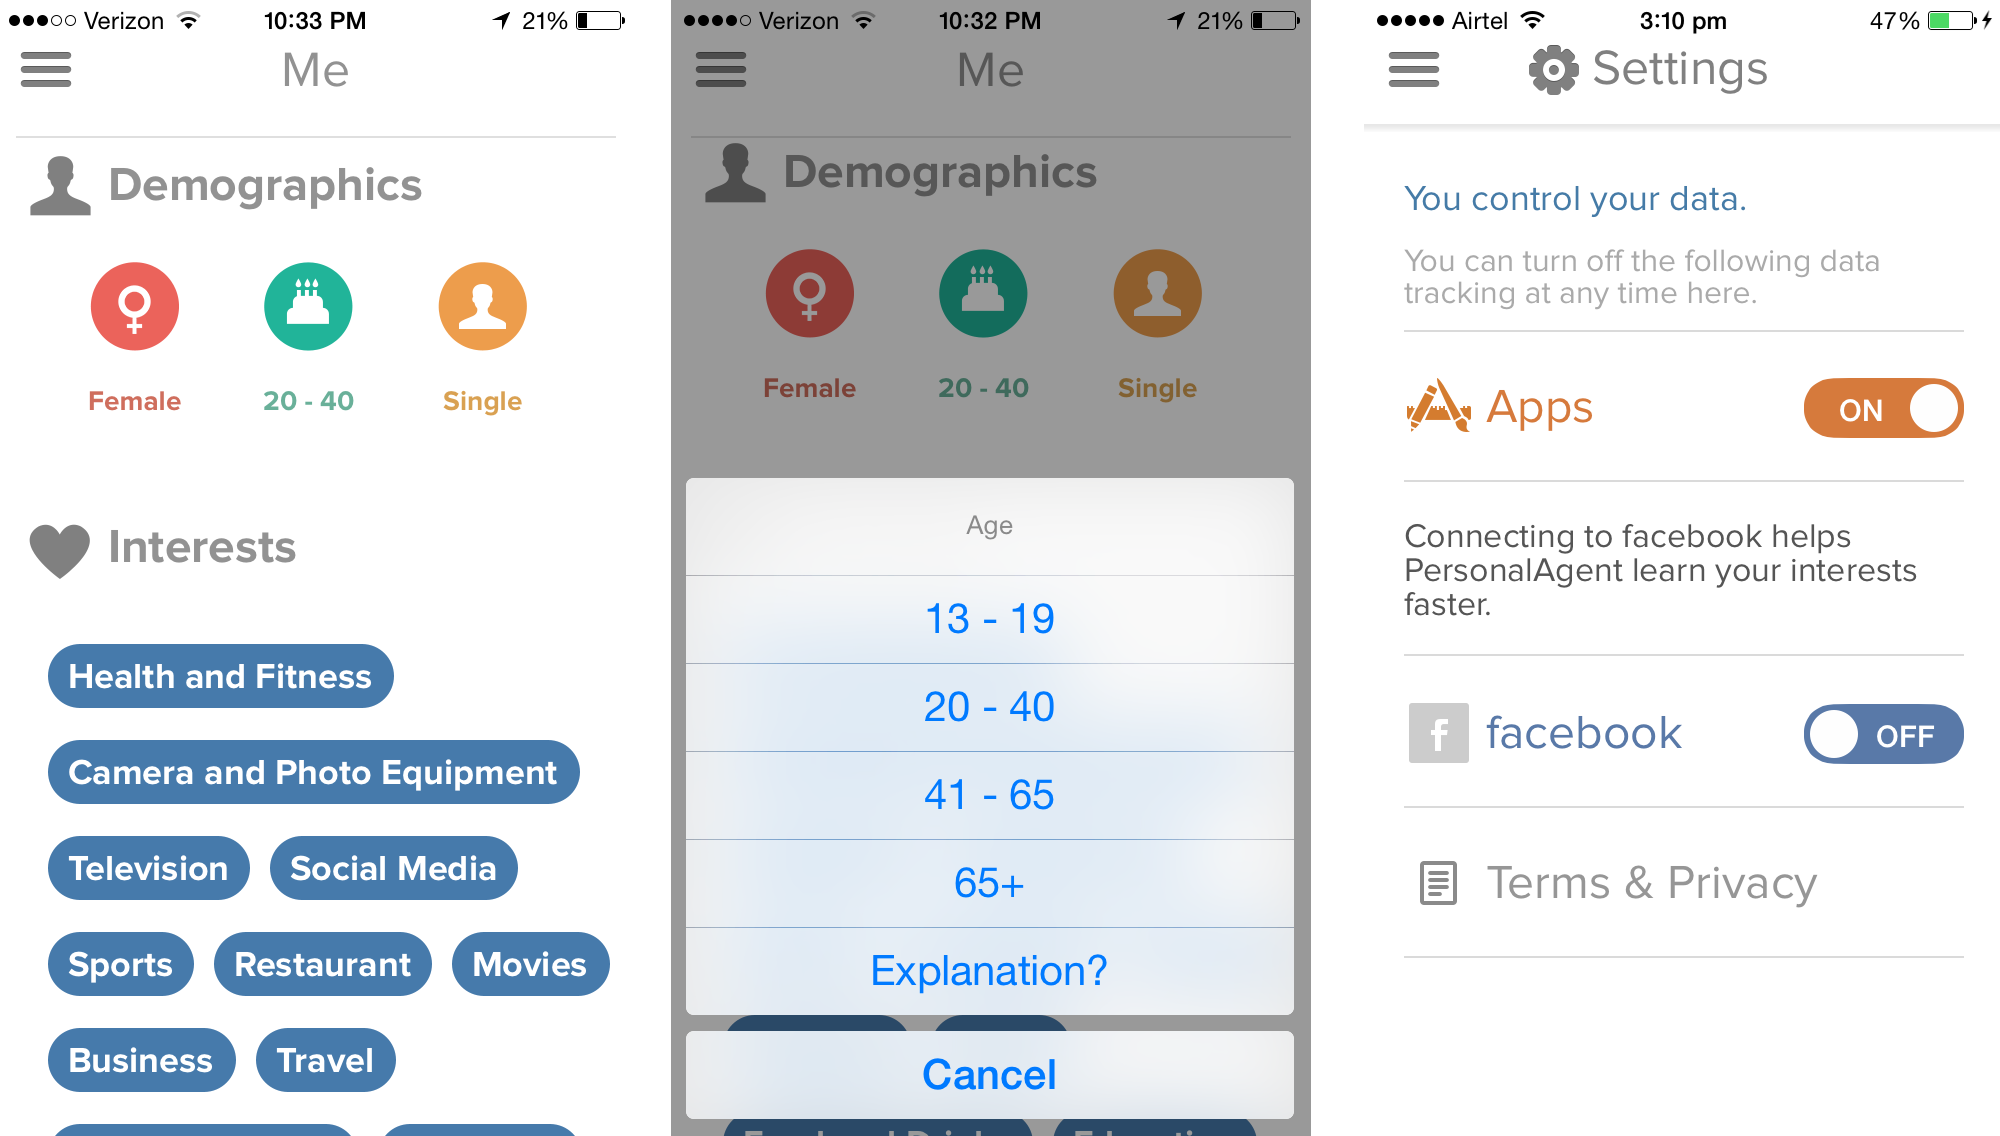 Verizon 10:33 PM 21%
Me
Demographics
Female 20 - 40 Single
Interests
Health and Fitness
Camera and Photo Equipment
Television Social Media
Sports Restaurant Movies
Business Travel
Verizon 10:32 PM 21%
Me
Demographics
Female 20 - 40 Single
Age
13 - 19
20 - 40
41 - 65
65+
Explanation?
Cancel
Airtel 3:10 pm 47%
Settings
You control your data.
You can turn off the following data
tracking at any time here.
Apps ON
Connecting to facebook helps
PersonalAgent learn your interests
faster.
f facebook OFF
Terms & Privacy